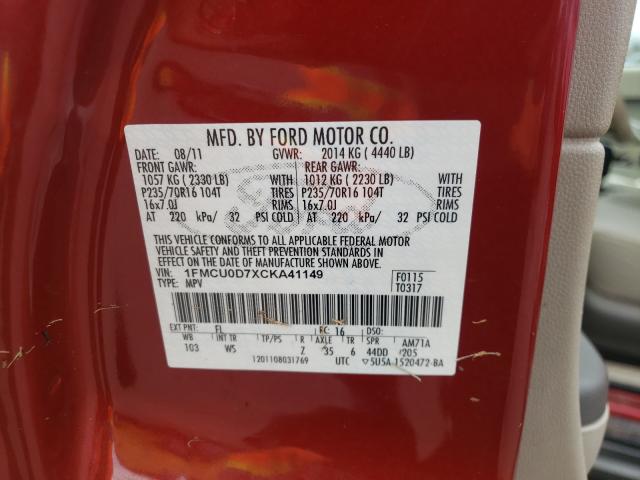 MFD. BY FORD MOTOR CO.
DATE: 08/11 GVWR: 2014 KG ( 4440 LB)
FRONT GAWR: REAR GAWR:
1057 KG ( 2330 LB) WITH 1012 KG ( 2230 LB) WITH
P235/70R16 104T TIRES P235/70R16 104T TIRES
16x7.0J RIMS 16x7.0J RIMS
AT 220 kPa/ 32 PSI COLD AT 220 kPa/ 32 PSI COLD
THIS VEHICLE CONFORMS TO ALL APPLICABLE FEDERAL MOTOR
VEHICLE SAFETY AND THEFT PREVENTION STANDARDS IN EFFECT ON
THE DATE OF MANUFACTURE SHOWN ABOVE.
VIN: 1FMCU0D7XCKA41149
TYPE: MPV
F0115
T0317
EXT PNT: FL RC: 16 DSO:
WB INT TR TP/PS R AXLE TR SPR AM71A
103 WS Z 35 6 44DD 205
1201108031769 UTC ▽5U5A-1520472-BA